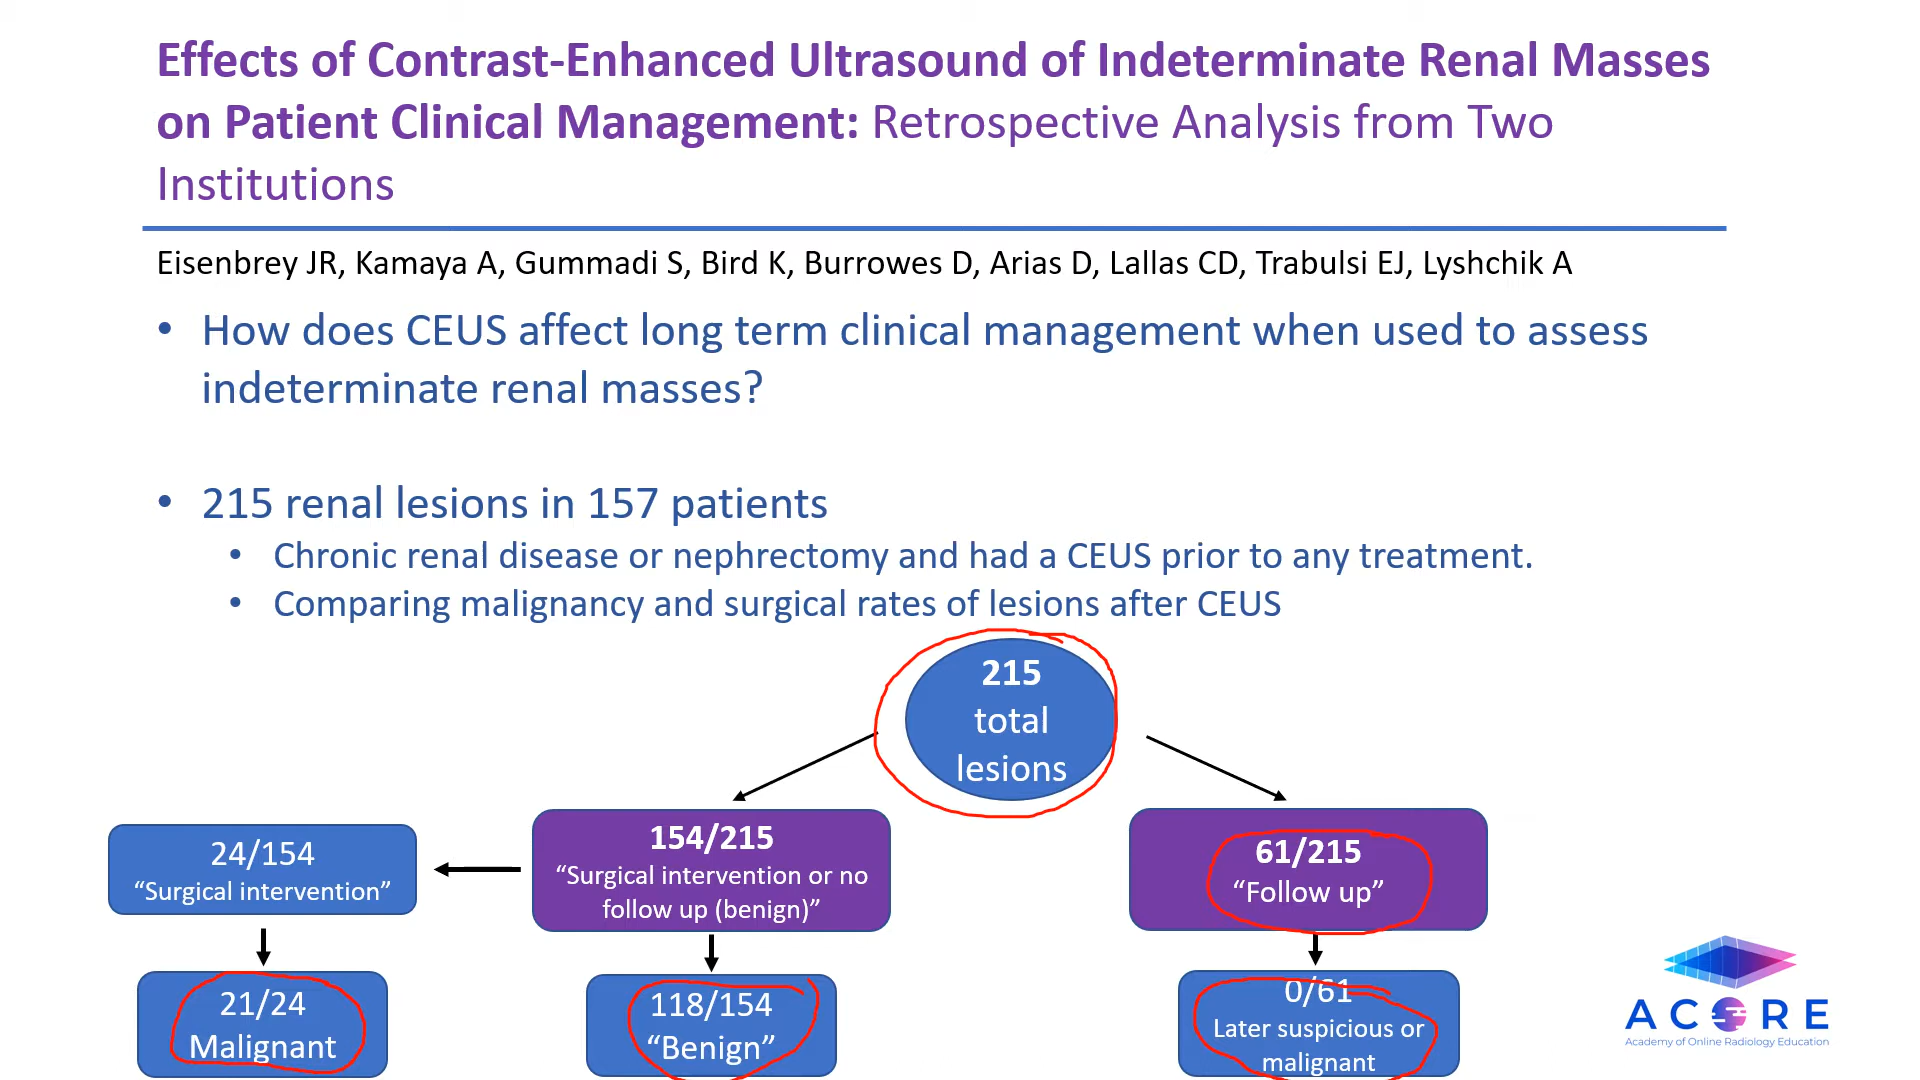 Effects of Contrast-Enhanced Ultrasound of Indeterminate Renal Masses
on Patient Clinical Management: Retrospective Analysis from Two
Institutions
Eisenbrey JR, Kamaya A, Gummadi S, Bird K, Burrowes D, Arias D, Lallas CD, Trabulsi EJ, Lyshchik A
• How does CEUS affect long term clinical management when used to assess
indeterminate renal masses?
• 215 renal lesions in 157 patients
• Chronic renal disease or nephrectomy and had a CEUS prior to any treatment.
• Comparing malignancy and surgical rates of lesions after CEUS
215
total
lesions
24/154
“Surgical intervention”
154/215
“Surgical intervention or no
follow up (benign)”
61/215
“Follow up”
21/24
Malignant
118/154
“Benign”
0/61
Later suspicious or
malignant
ACORE
Academy of Online Radiology Education